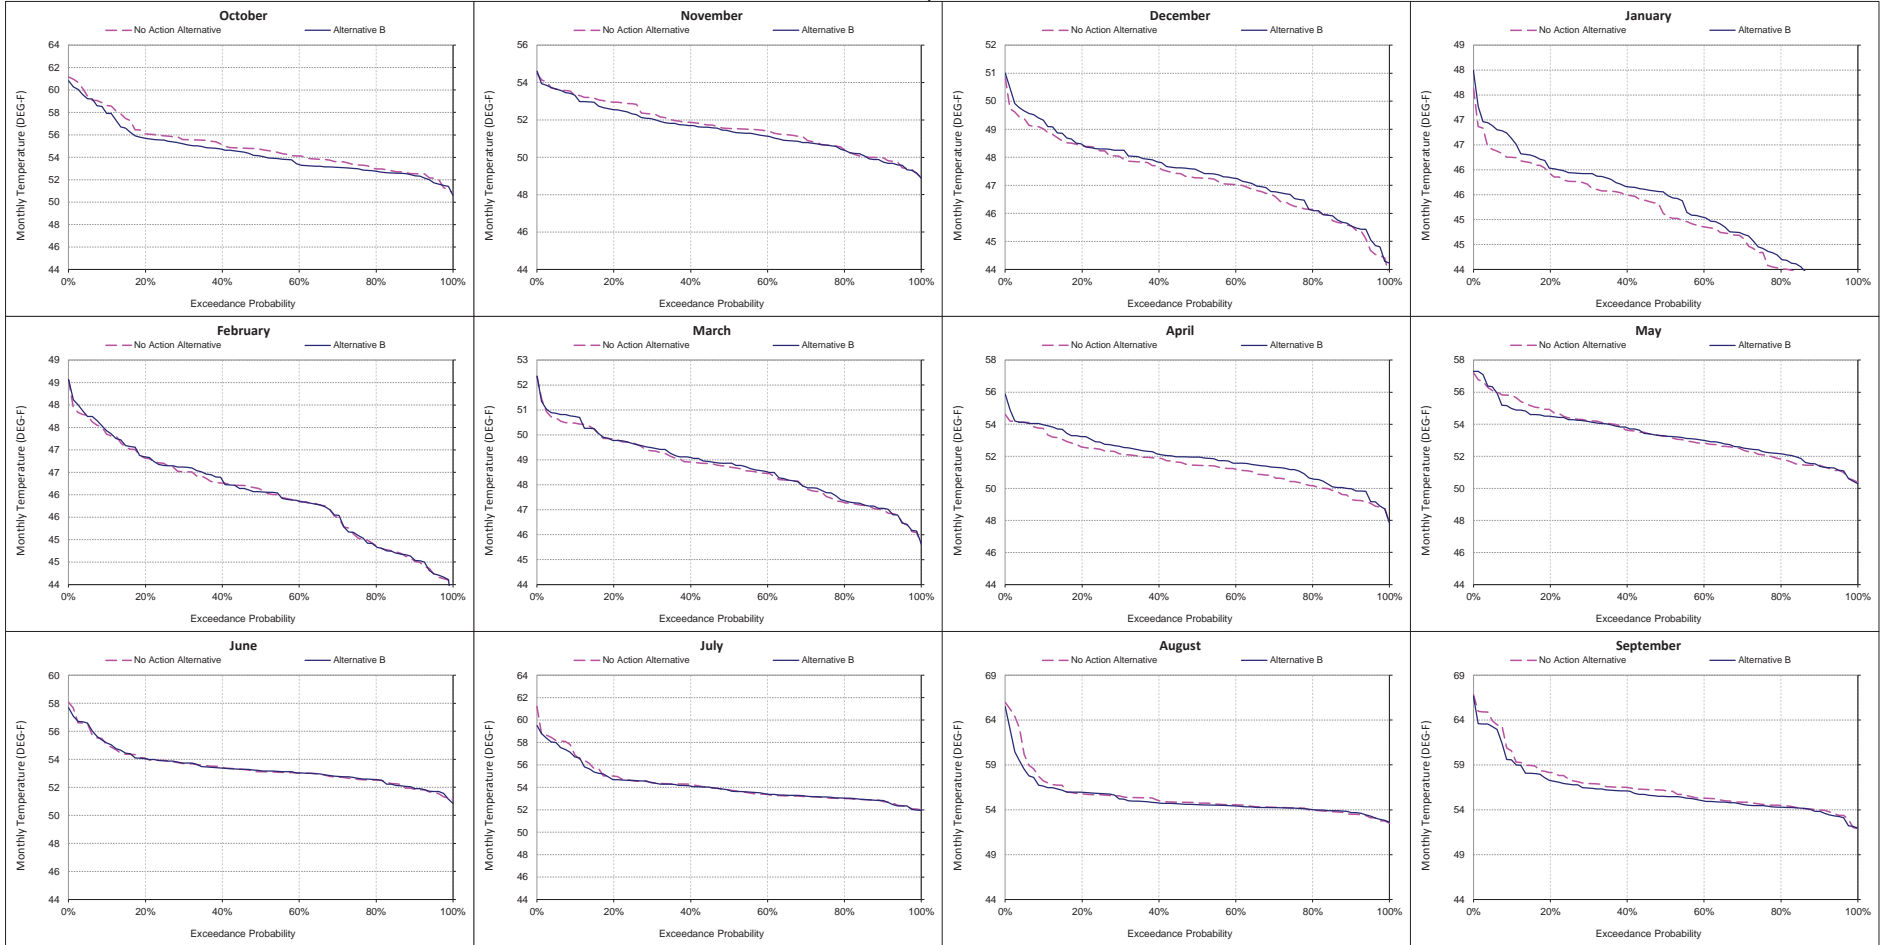 October
No Action Alternative Alternative B
Monthly Temperature (DEG-F)
64
62
60
58
56
54
52
50
48
46
44
0% 20% 40% 60% 80% 100%
Exceedance Probability
November
No Action Alternative Alternative B
Monthly Temperature (DEG-F)
56
54
52
50
48
46
44
0% 20% 40% 60% 80% 100%
Exceedance Probability
December
No Action Alternative Alternative B
Monthly Temperature (DEG-F)
52
51
50
49
48
47
46
45
44
0% 20% 40% 60% 80% 100%
Exceedance Probability
January
No Action Alternative Alternative B
Monthly Temperature (DEG-F)
49
48
48
47
46
46
45
45
44
0% 20% 40% 60% 80% 100%
Exceedance Probability
February
No Action Alternative Alternative B
Monthly Temperature (DEG-F)
49
49
48
48
47
47
46
46
45
45
44
0% 20% 40% 60% 80% 100%
Exceedance Probability
March
No Action Alternative Alternative B
Monthly Temperature (DEG-F)
53
52
51
50
49
48
47
46
45
44
0% 20% 40% 60% 80% 100%
Exceedance Probability
April
No Action Alternative Alternative B
Monthly Temperature (DEG-F)
58
56
54
52
50
48
46
44
0% 20% 40% 60% 80% 100%
Exceedance Probability
May
No Action Alternative Alternative B
Monthly Temperature (DEG-F)
58
56
54
52
50
48
46
44
0% 20% 40% 60% 80% 100%
Exceedance Probability
June
No Action Alternative Alternative B
Monthly Temperature (DEG-F)
60
58
56
54
52
50
48
46
44
0% 20% 40% 60% 80% 100%
Exceedance Probability
July
No Action Alternative Alternative B
Monthly Temperature (DEG-F)
64
62
60
58
56
54
52
50
48
46
44
0% 20% 40% 60% 80% 100%
Exceedance Probability
August
No Action Alternative Alternative B
Monthly Temperature (DEG-F)
69
64
59
54
49
44
0% 20% 40% 60% 80% 100%
Exceedance Probability
September
No Action Alternative Alternative B
Monthly Temperature (DEG-F)
69
64
59
54
49
44
0% 20% 40% 60% 80% 100%
Exceedance Probability